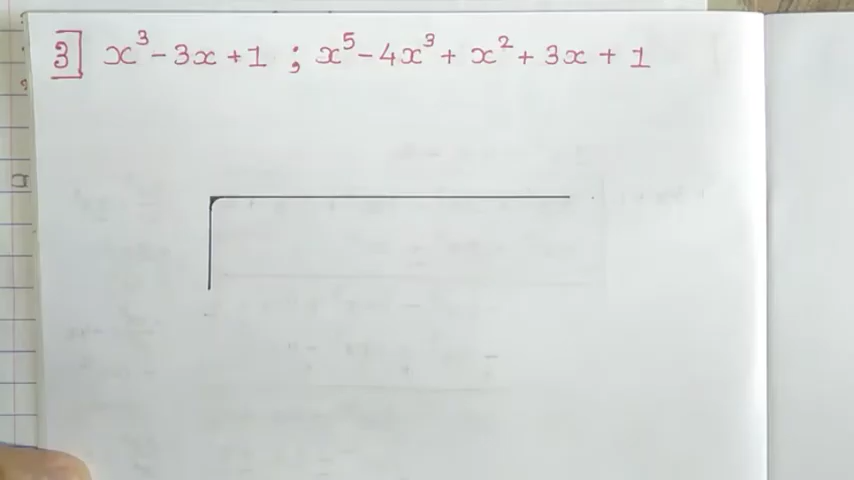 3 x³ - 3x + 1 ; x⁵ - 4x³ + x² + 3x + 1